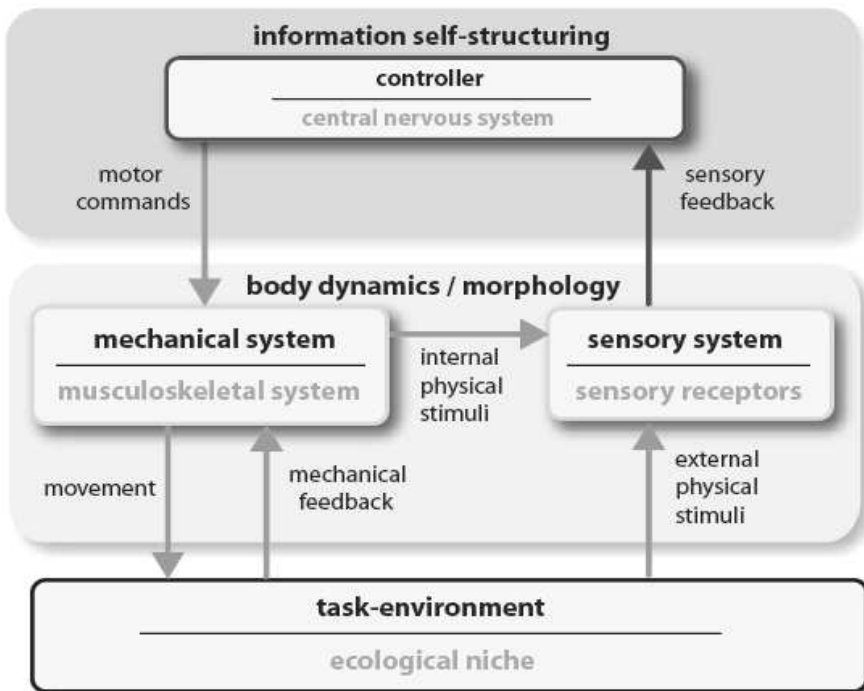 information self-structuring
controller
central nervous system
motor
commands
sensory
feedback
body dynamics / morphology
mechanical system
musculoskeletal system
internal
physical
stimuli
sensory system
sensory receptors
movement
mechanical
feedback
external
physical
stimuli
task-environment
ecological niche